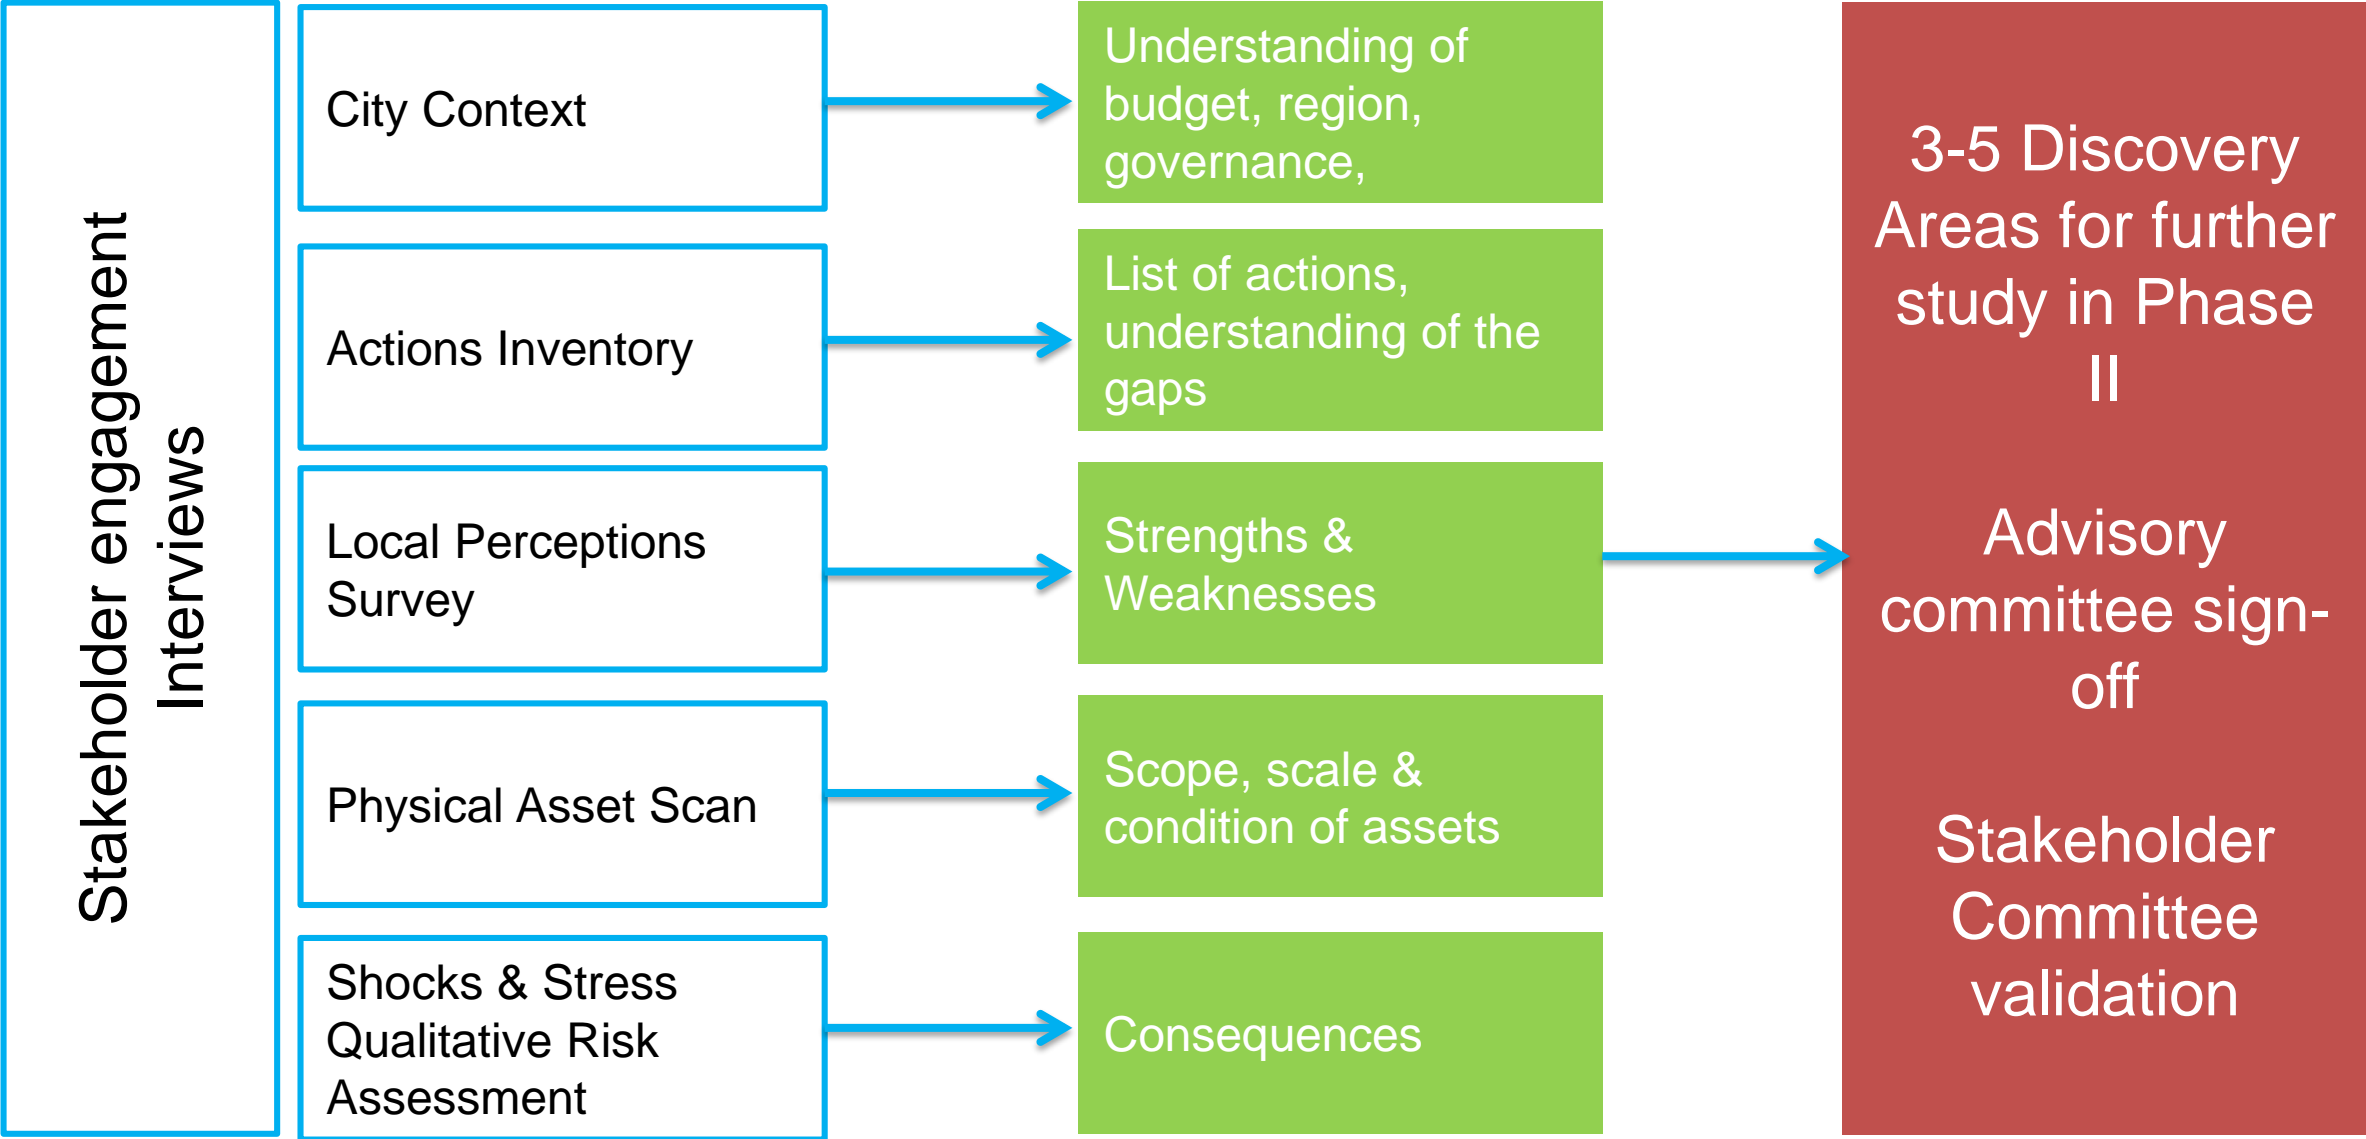 Stakeholder engagement
Interviews
City Context
Understanding of
budget, region,
governance,
Actions Inventory
List of actions,
understanding of the
gaps
Local Perceptions
Survey
Strengths &
Weaknesses
Physical Asset Scan
Scope, scale &
condition of assets
Shocks & Stress
Qualitative Risk
Assessment
Consequences
3-5 Discovery
Areas for further
study in Phase
II
Advisory
committee sign-
off
Stakeholder
Committee
validation